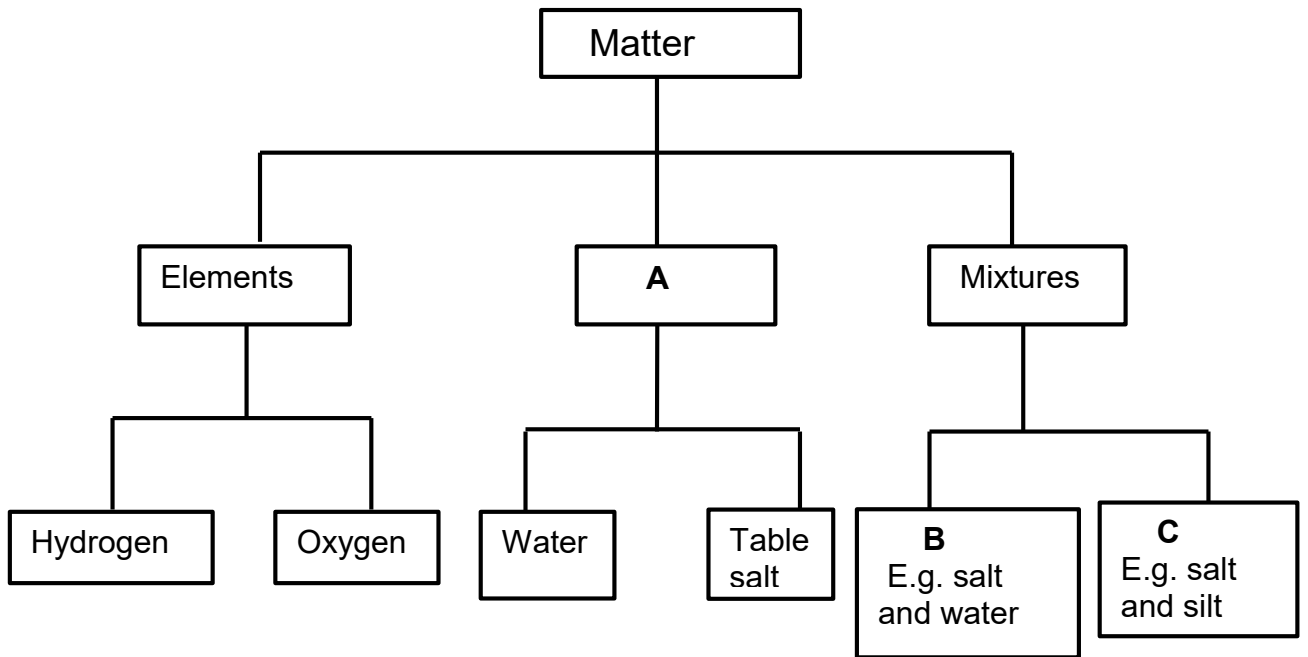 Matter
Elements
A
Mixtures
Hydrogen
Oxygen
Water
Table
salt
B
E.g. salt
and water
C
E.g. salt
and silt